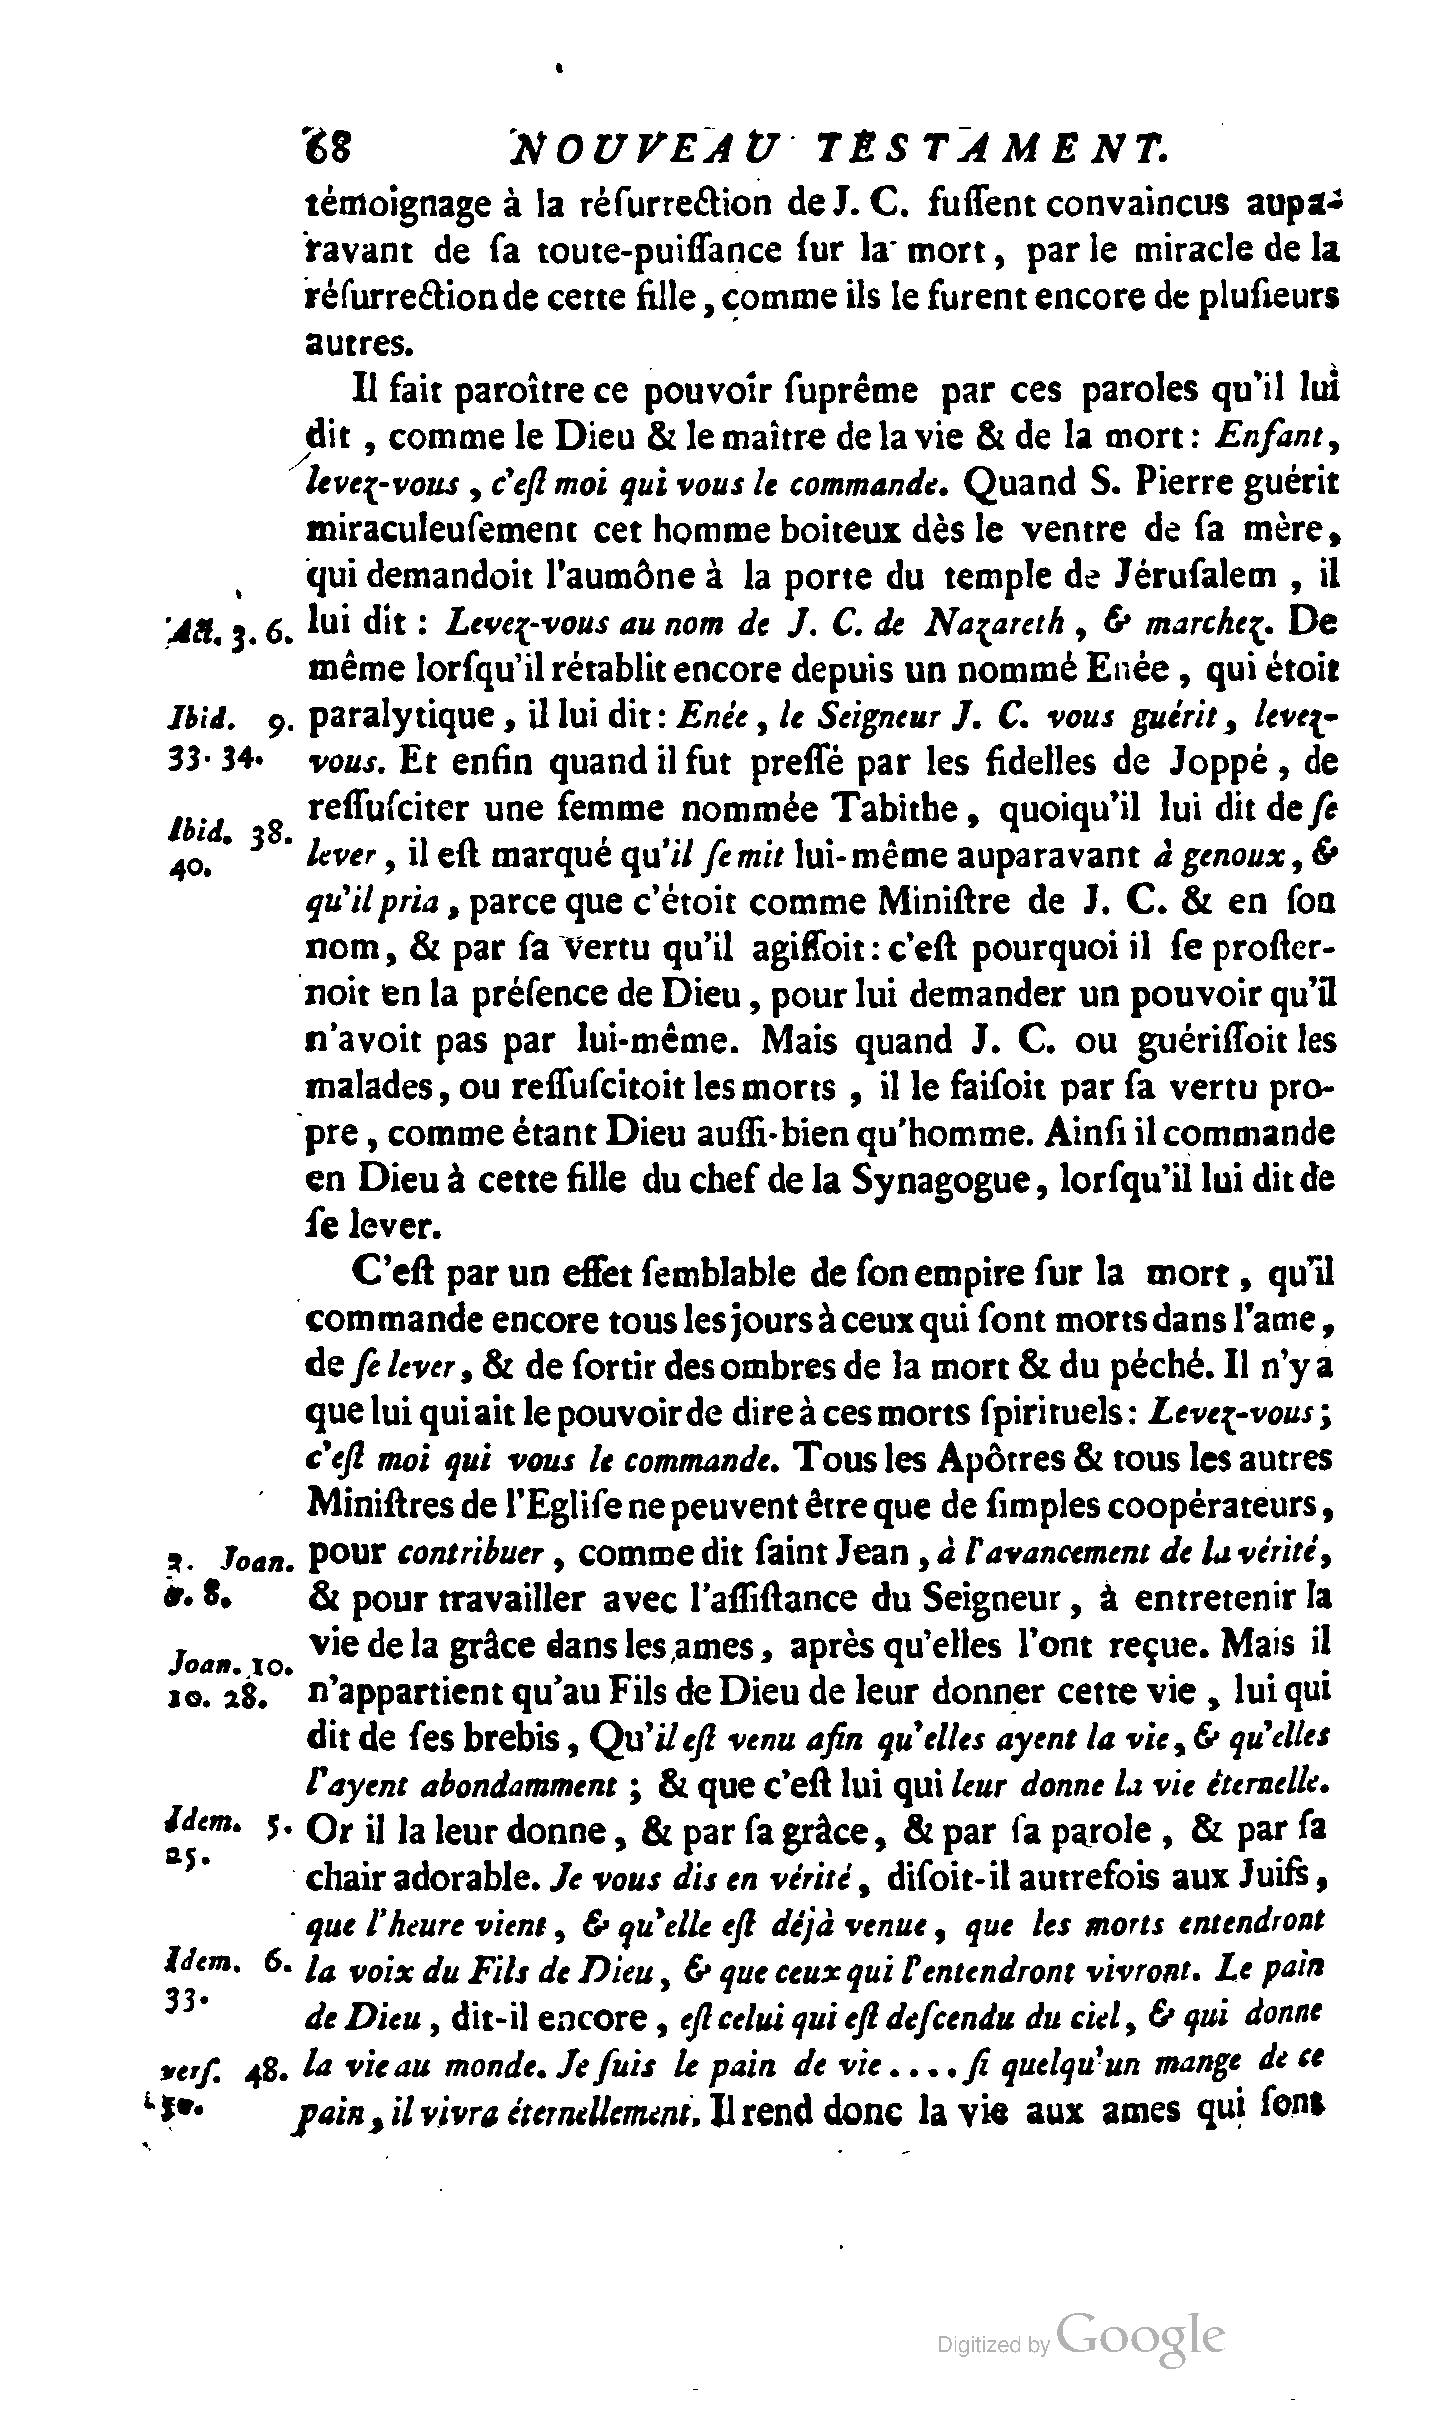 68 NOUVEAU TESTAMENT.
témoignage à la réſurrection de J. C. fuſſent convaincus aupa-
ravant de ſa toute-puiſſance ſur la mort, par le miracle de la
réſurrection de cette fille, comme ils le furent encore de pluſieurs
autres.
Il fait paroître ce pouvoir ſuprême par ces paroles qu'il lui
dit, comme le Dieu & le maître de la vie & de la mort: Enfant,
levez-vous, c'eſt moi qui vous le commande. Quand S. Pierre guérit
miraculeuſement cet homme boiteux dès le ventre de ſa mère,
qui demandoit l'aumône à la porte du temple de Jéruſalem, il
Act. 3. 6. lui dit: Levez-vous au nom de J. C. de Nazareth, & marchez. De
même lorſqu'il rétablit encore depuis un nommé Enée, qui étoit
Ibid. 9. paralytique, il lui dit: Enée, le Seigneur J. C. vous guérit, levez-
33. 34. vous. Et enfin quand il fut preſſé par les fidelles de Joppé, de
reſſuſciter une femme nommée Tabithe, quoiqu'il lui dit de ſe
Ibid. 38. lever, il eſt marqué qu'il ſe mit lui-même auparavant à genoux, &
40. qu'il pria, parce que c'étoit comme Miniſtre de J. C. & en ſon
nom, & par ſa vertu qu'il agiſſoit: c'eſt pourquoi il ſe proſter-
noit en la préſence de Dieu, pour lui demander un pouvoir qu'il
n'avoit pas par lui-même. Mais quand J. C. ou guériſſoit les
malades, ou reſſuſcitoit les morts, il le faiſoit par ſa vertu pro-
pre, comme étant Dieu auſſi-bien qu'homme. Ainſi il commande
en Dieu à cette fille du chef de la Synagogue, lorſqu'il lui dit de
ſe lever.
C'eſt par un effet ſemblable de ſon empire ſur la mort, qu'il
commande encore tous les jours à ceux qui ſont morts dans l'ame,
de ſe lever, & de ſortir des ombres de la mort & du péché. Il n'y a
que lui qui ait le pouvoir de dire à ces morts ſpirituels: Levez-vous;
c'eſt moi qui vous le commande. Tous les Apôtres & tous les autres
Miniſtres de l'Egliſe ne peuvent être que de ſimples coopérateurs,
3. Joan. pour contribuer, comme dit ſaint Jean, à l'avancement de la vérité,
v. 8. & pour travailler avec l'aſſiſtance du Seigneur, à entretenir la
vie de la grâce dans les ames, après qu'elles l'ont reçue. Mais il
Joan. 10. 
10. 28. n'appartient qu'au Fils de Dieu de leur donner cette vie, lui qui
dit de ſes brebis, Qu'il eſt venu afin qu'elles ayent la vie, & qu'elles
l'ayent abondamment; & que c'eſt lui qui leur donne la vie éternelle.
Idem. 5. Or il la leur donne, & par ſa grâce, & par ſa parole, & par ſa
25. chair adorable. Je vous dis en vérité, diſoit-il autrefois aux Juifs,
que l'heure vient, & qu'elle eſt déjà venue, que les morts entendront
Idem. 6. la voix du Fils de Dieu, & que ceux qui l'entendront vivront. Le pain
33. de Dieu, dit-il encore, eſt celui qui eſt deſcendu du ciel, & qui donne
verſ. 48. la vie au monde. Je ſuis le pain de vie.... ſi quelqu'un mange de ce
pain, il vivra éternellement. Il rend donc la vie aux ames qui ſont
Digitized by Google